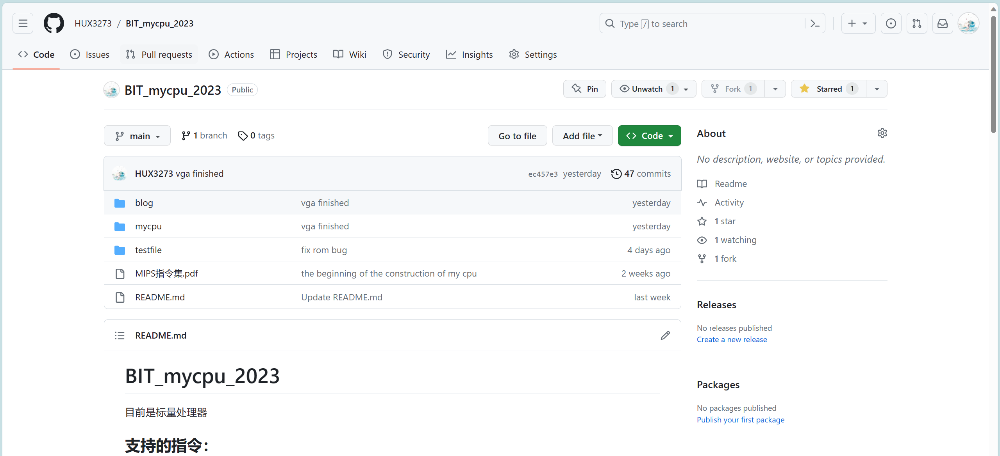 HUX3273 / BIT_mycpu_2023
Type / to search
Code Issues Pull requests Actions Projects Wiki Security Insights Settings
BIT_mycpu_2023 Public
Pin Unwatch 1 Fork 1 Starred 1
main 1 branch 0 tags Go to file Add file Code
HUX3273 vga finished ec457e3 yesterday 47 commits
blog vga finished yesterday
mycpu vga finished yesterday
testfile fix rom bug 4 days ago
MIPS指令集.pdf the beginning of the construction of my cpu 2 weeks ago
README.md Update README.md last week
README.md
BIT_mycpu_2023
目前是标量处理器
支持的指令：
About
No description, website, or topics provided.
Readme
Activity
1 star
1 watching
1 fork
Releases
No releases published
Create a new release
Packages
No packages published
Publish your first package